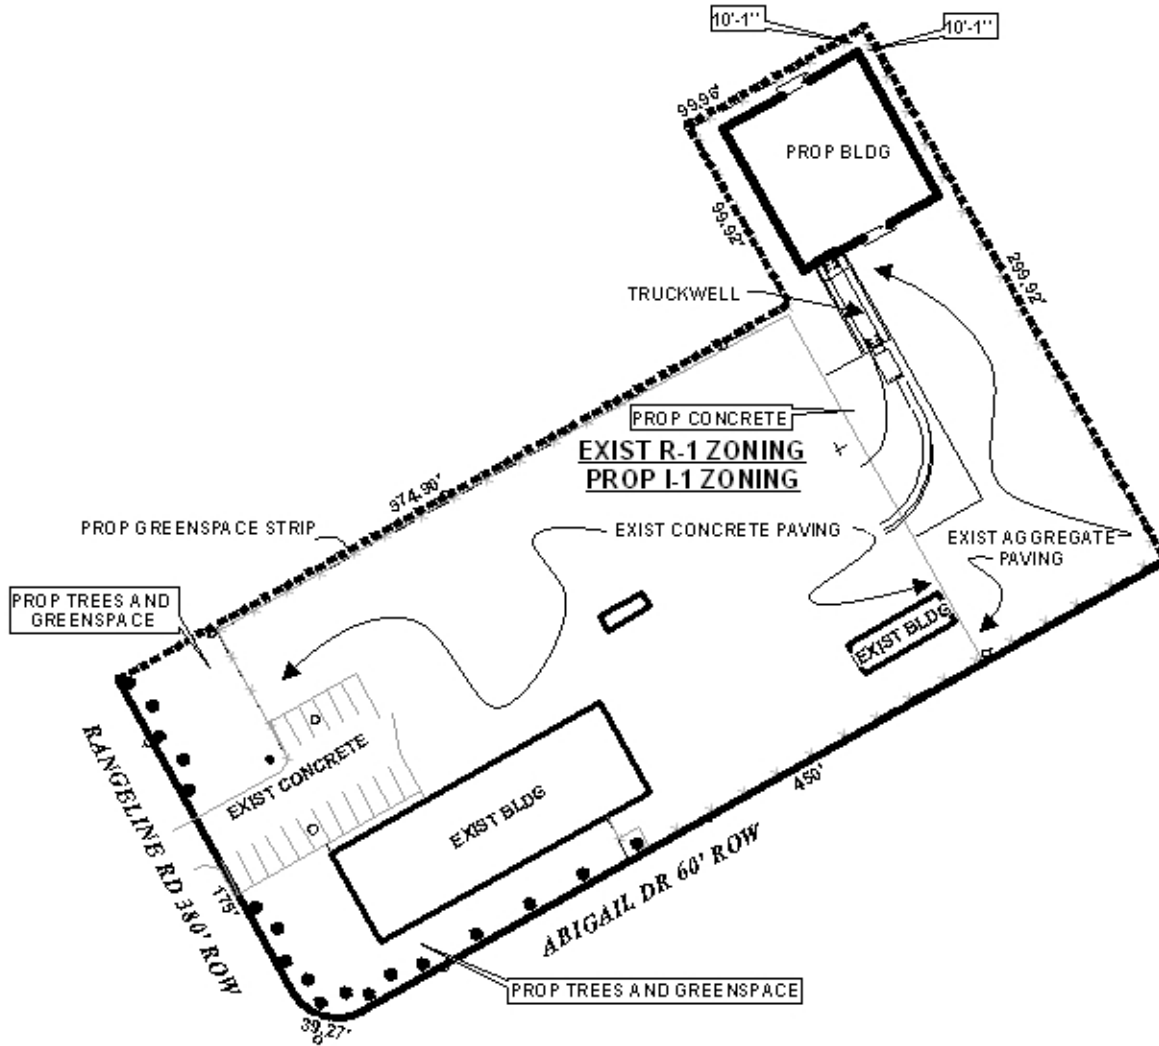 10'-1"
10'-1"
99.96'
PROP BLDG
99.92'
299.92'
TRUCKWELL
PROP CONCRETE
EXIST R-1 ZONING
PROP I-1 ZONING
374.90'
PROP GREENSPACE STRIP
EXIST CONCRETE PAVING
EXIST AGGREGATE
PAVING
PROP TREES AND
GREENSPACE
EXIST BLDG
RANGELINE RD 380' ROW
EXIST CONCRETE
EXIST BLDG
450'
175'
ABIGAIL DR 60' ROW
PROP TREES AND GREENSPACE
39.27'